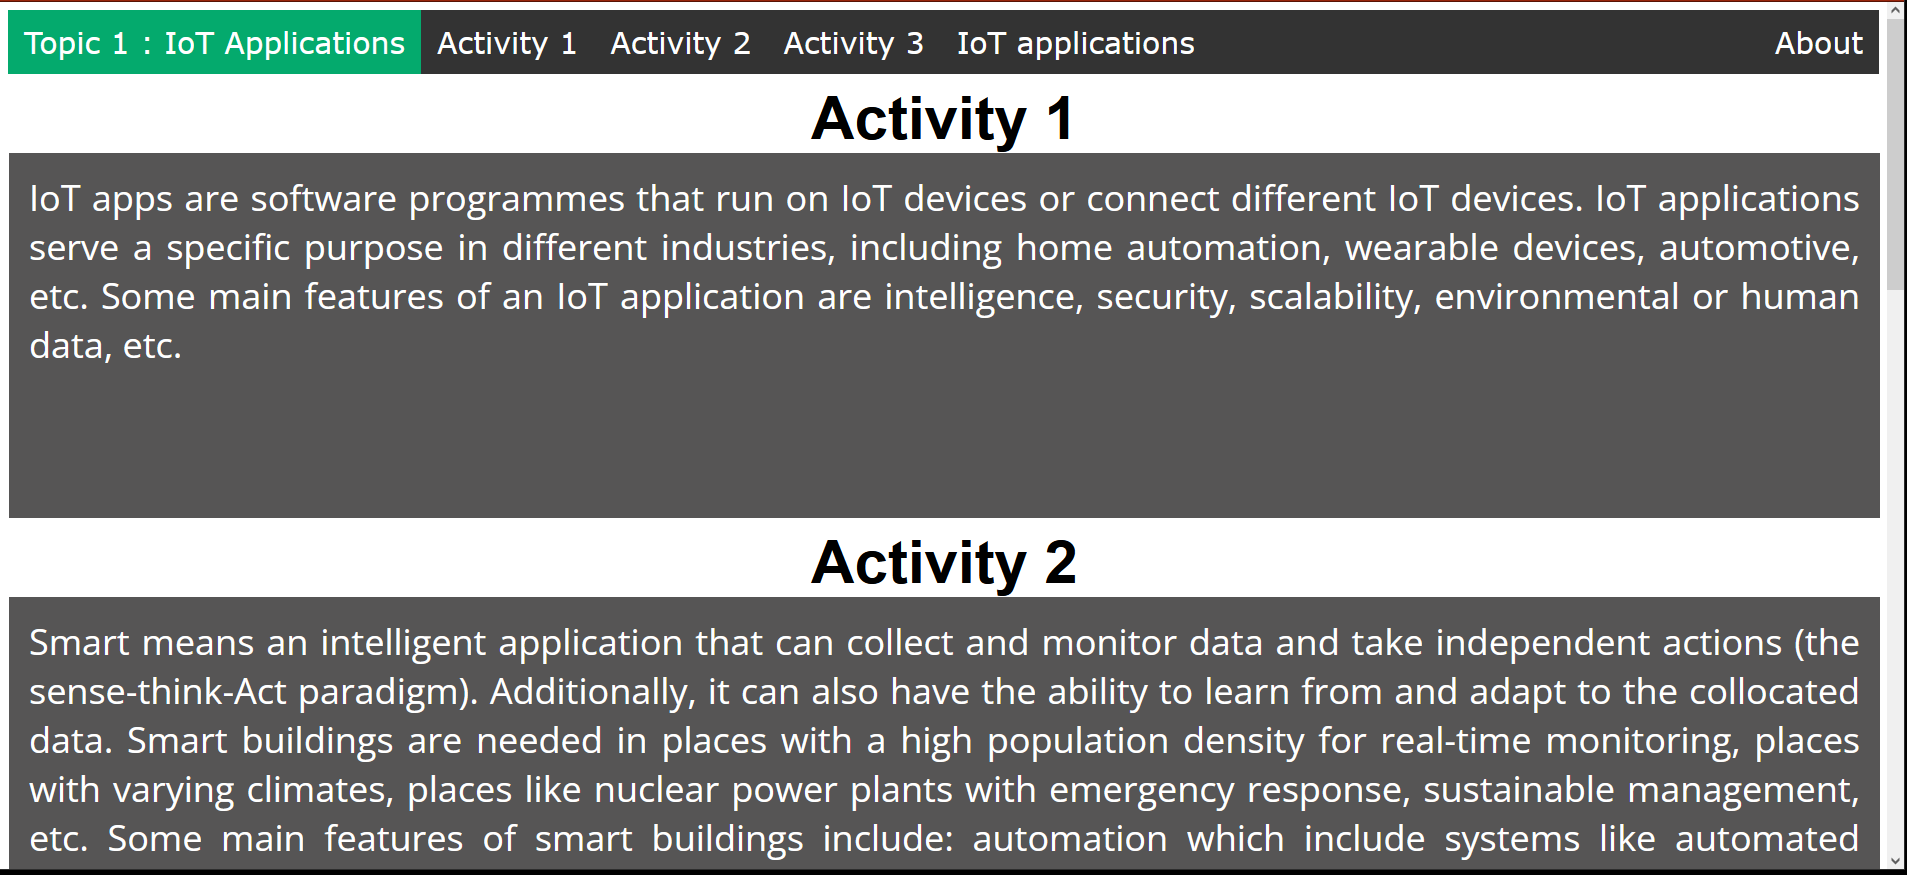 Topic 1 : IoT Applications Activity 1 Activity 2 Activity 3 IoT applications About
Activity 1
IoT apps are software programmes that run on IoT devices or connect different IoT devices. IoT applications
serve a specific purpose in different industries, including home automation, wearable devices, automotive,
etc. Some main features of an IoT application are intelligence, security, scalability, environmental or human
data, etc.
Activity 2
Smart means an intelligent application that can collect and monitor data and take independent actions (the
sense-think-Act paradigm). Additionally, it can also have the ability to learn from and adapt to the collocated
data. Smart buildings are needed in places with a high population density for real-time monitoring, places
with varying climates, places like nuclear power plants with emergency response, sustainable management,
etc. Some main features of smart buildings include: automation which include systems like automated